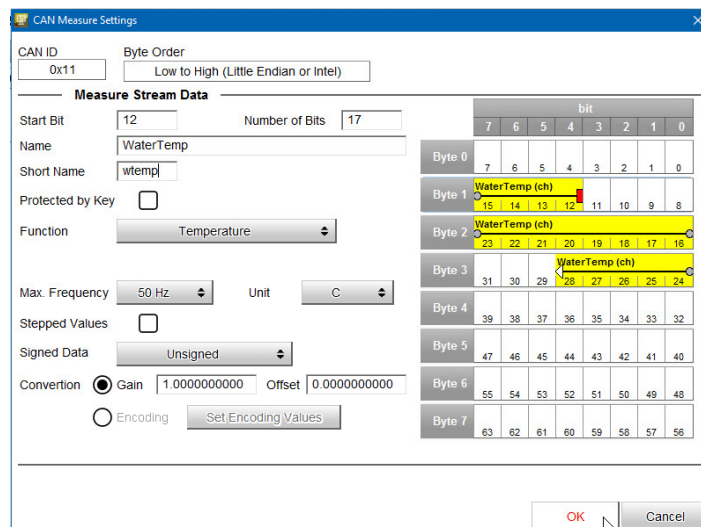 CAN Measure Settings
CAN ID Byte Order
0x11 Low to High (Little Endian or Intel)
Measure Stream Data
Start Bit 12 Number of Bits 17
Name WaterTemp
Short Name wtemp
Protected by Key
Function Temperature
Max. Frequency 50 Hz Unit C
Stepped Values
Signed Data Unsigned
Convertion Gain 1.0000000000 Offset 0.0000000000
Encoding Set Encoding Values
bit
7 6 5 4 3 2 1 0
Byte 0 7 6 5 4 3 2 1 0
WaterTemp (ch)
Byte 1 15 14 13 12 11 10 9 8
WaterTemp (ch)
Byte 2 23 22 21 20 19 18 17 16
WaterTemp (ch)
Byte 3 31 30 29 28 27 26 25 24
Byte 4 39 38 37 36 35 34 33 32
Byte 5 47 46 45 44 43 42 41 40
Byte 6 55 54 53 52 51 50 49 48
Byte 7 63 62 61 60 59 58 57 56
OK Cancel